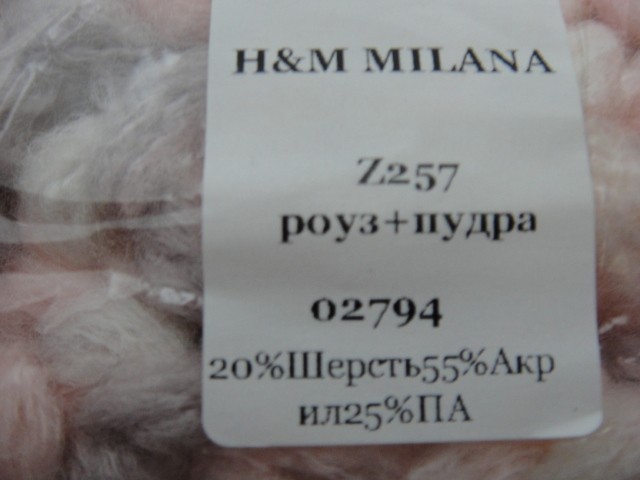 H&M MILANA
Z257
роуз+пудра
02794
20%Шерсть55%Акр
ил25%ПА